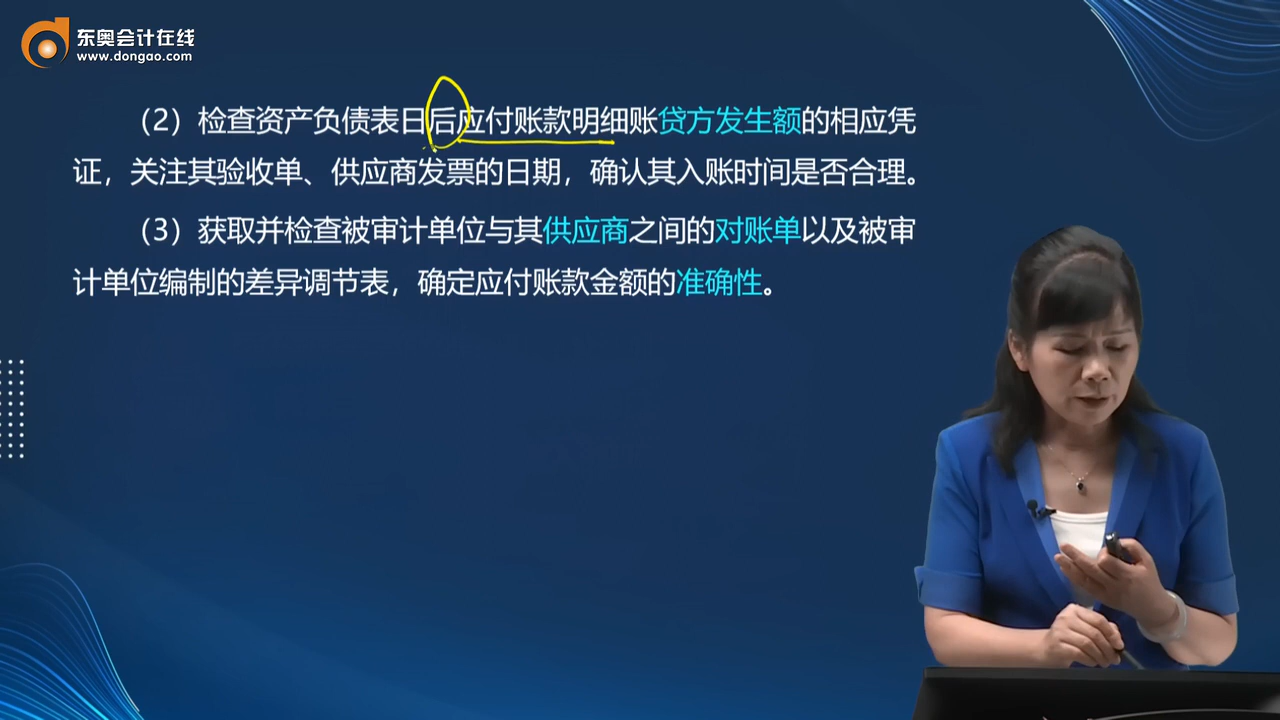 东奥会计在线
www.dongao.com
（2）检查资产负债表日后应付账款明细账贷方发生额的相应凭
证，关注其验收单、供应商发票的日期，确认其入账时间是否合理。
（3）获取并检查被审计单位与其供应商之间的对账单以及被审
计单位编制的差异调节表，确定应付账款金额的准确性。